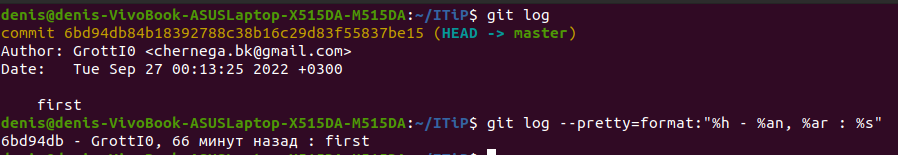 denis@denis-VivoBook-ASUSLaptop-X515DA-M515DA:~/ITiP$ git log
commit 6bd94db84b18392788c38b16c29d83f55837be15 (HEAD -> master)
Author: GrottI0 <chernega.bk@gmail.com>
Date:   Tue Sep 27 00:13:25 2022 +0300
    first
denis@denis-VivoBook-ASUSLaptop-X515DA-M515DA:~/ITiP$ git log --pretty=format:"%h - %an, %ar : %s"
6bd94db - GrottI0, 66 минут назад : first